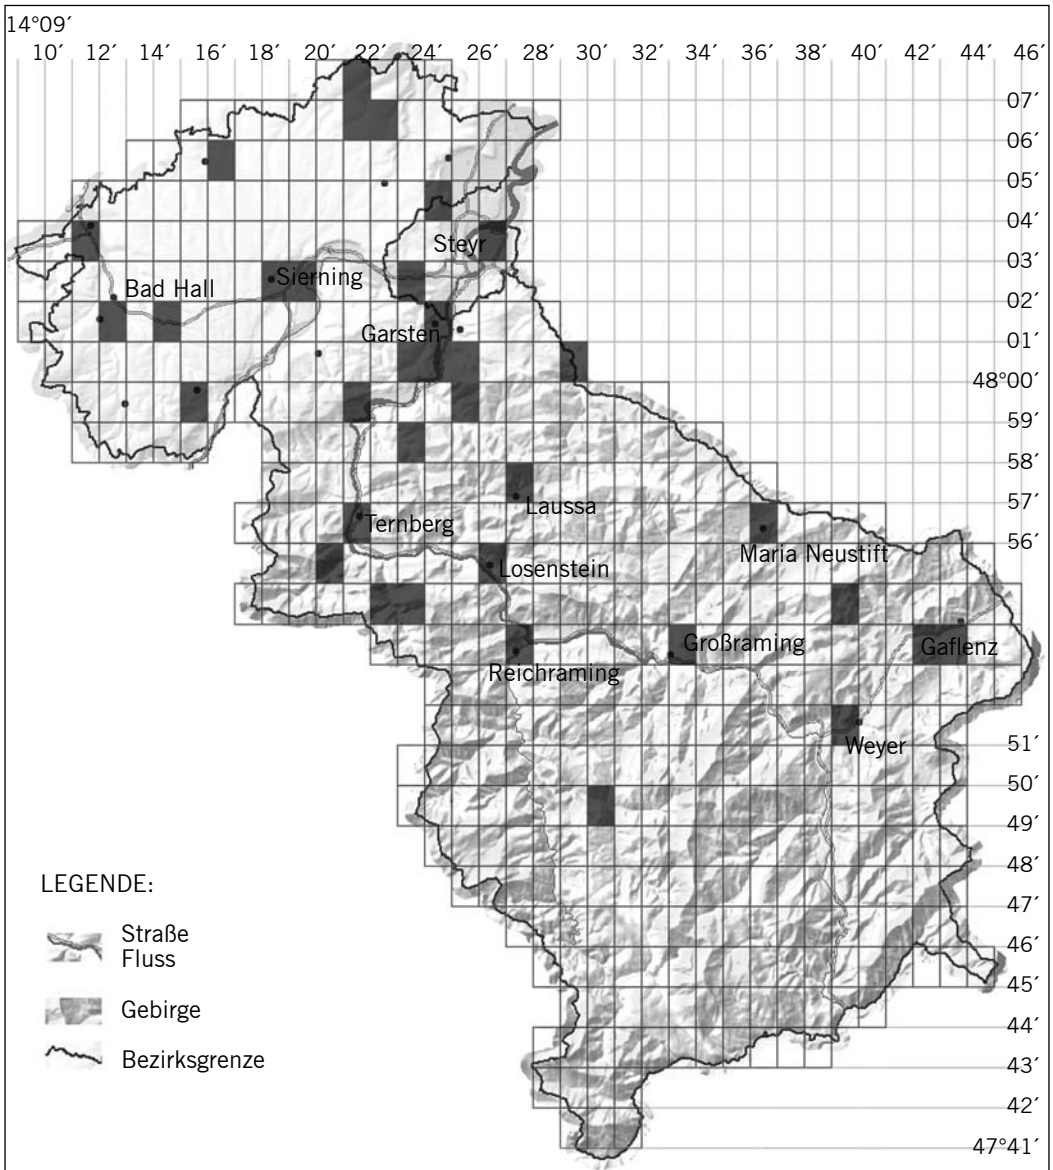 14°09′
10′ 12′ 14′ 16′ 18′ 20′ 22′ 24′ 26′ 28′ 30′ 32′ 34′ 36′ 38′ 40′ 42′ 44′ 46′
07′
06′
05′
04′
Steyr
03′
Sierning
Bad Hall
02′
Garsten
01′
48°00′
59′
58′
57′
Laussa
Ternberg
56′
Maria Neustift
Losenstein
Großraming
Gaflenz
Reichraming
Weyer
51′
50′
49′
48′
LEGENDE:
47′
Straße
Fluss
46′
45′
Gebirge
44′
Bezirksgrenze
43′
42′
47°41′